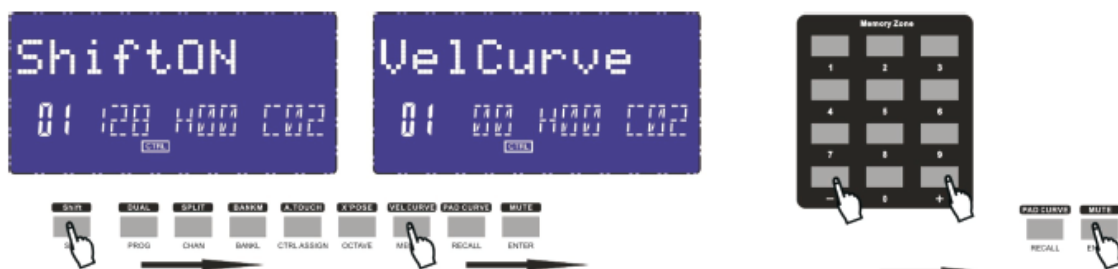 ShiftON
01 128 H00 C02
CTRL
VelCurve
01 00 H00 C02
CTRL
Shift DUAL SPLIT BANKM A.TOUCH X'POSE VEL.CURVE PAD CURVE MUTE
PROG CHAN BANKL CTRL ASSIGN OCTAVE RECALL ENTER
Memory Zone
1 2 3
4 5 6
7 8 9
- 0 +
PAD CURVE MUTE
RECALL